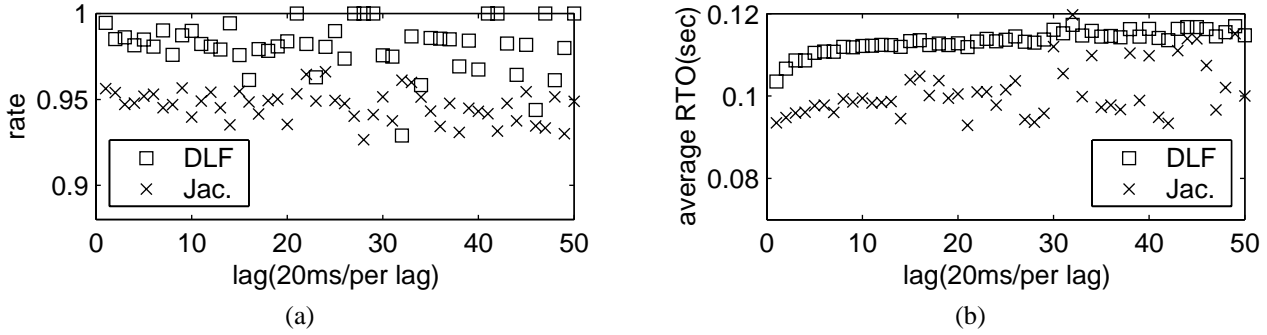 1
0.95
0.9
rate
DLF
Jac.
0 10 20 30 40 50
lag(20ms/per lag)
(a)
0.12
0.1
0.08
average RTO(sec)
DLF
Jac.
0 10 20 30 40 50
lag(20ms/per lag)
(b)